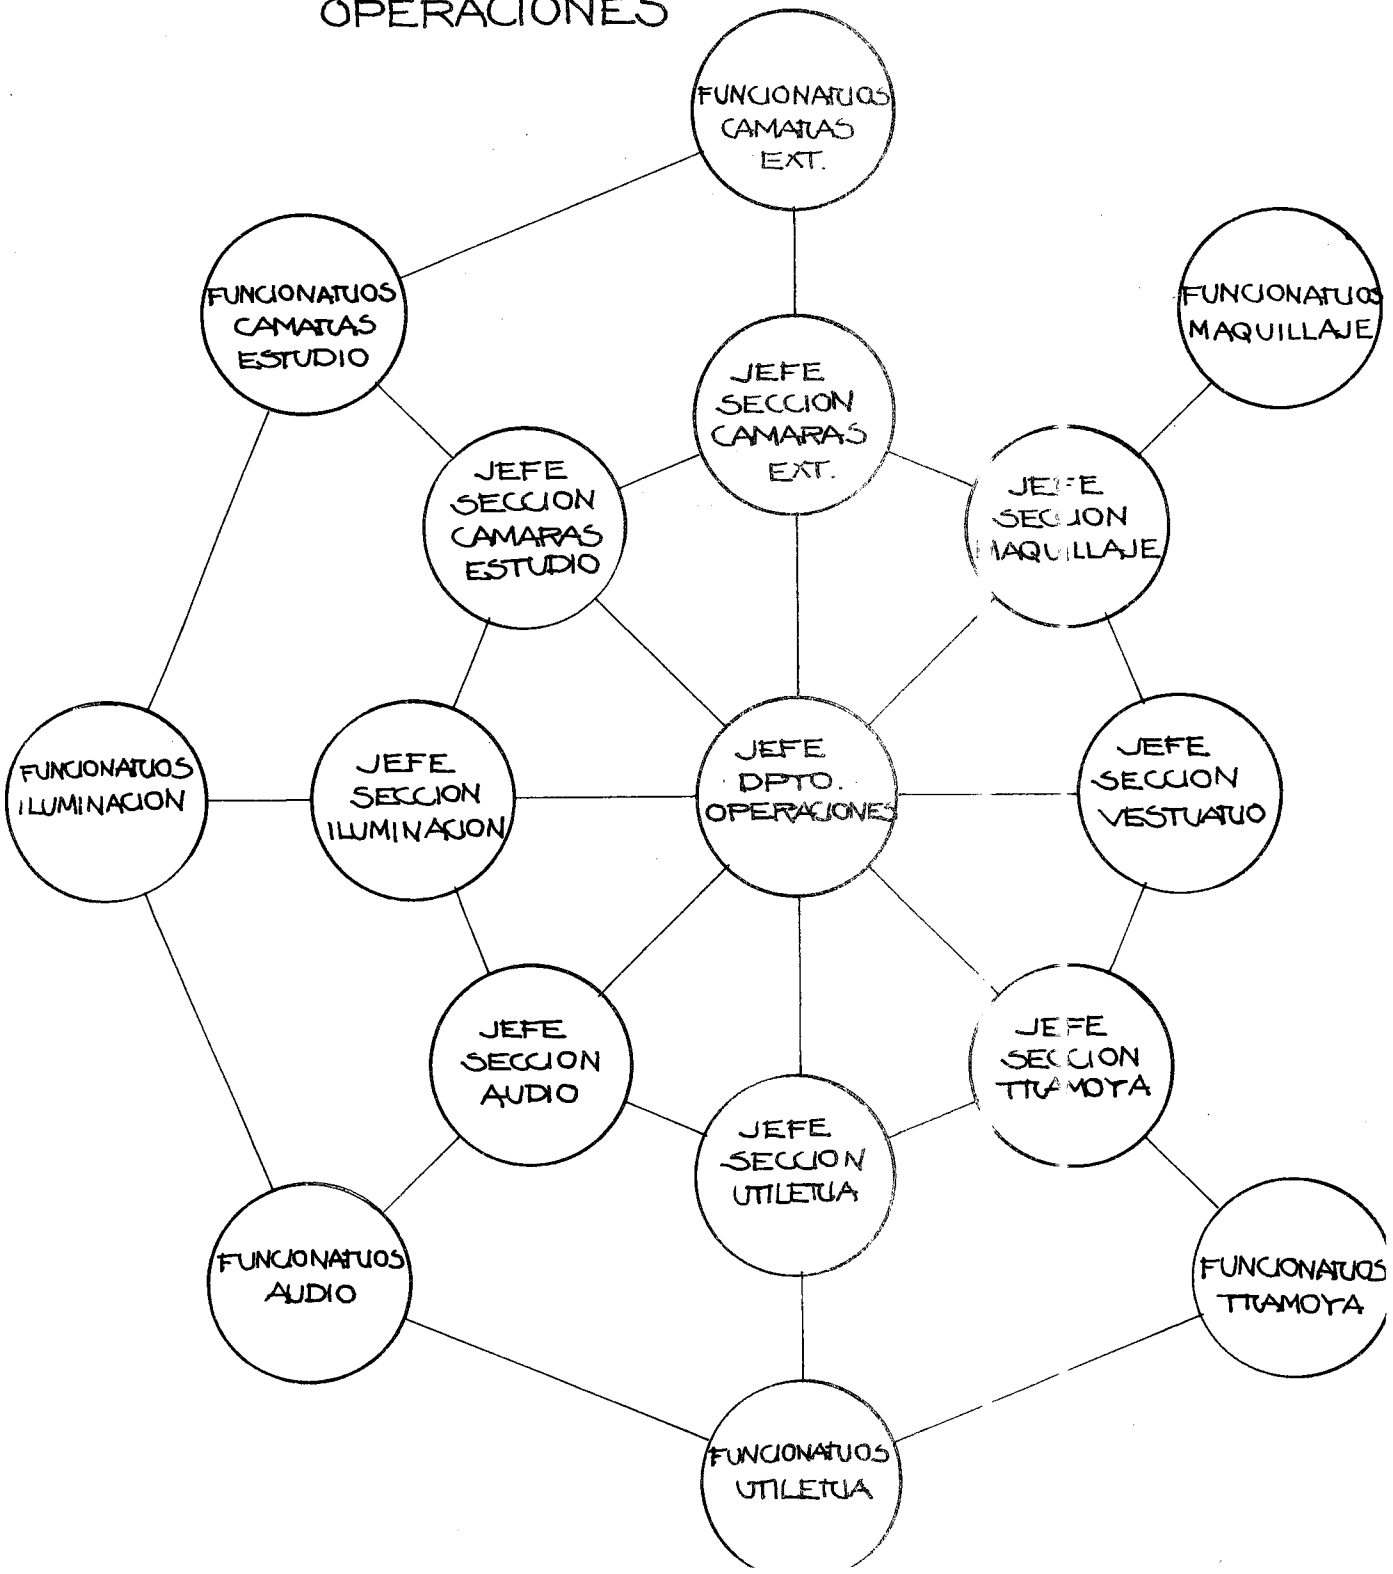 OPERACIONES
FUNCIONARIOS
CAMARAS
EXT.
FUNCIONARIOS
CAMARAS
ESTUDIO
FUNCIONARIOS
MAQUILLAJE
JEFE
SECCION
CAMARAS
EXT.
JEFE
SECCION
CAMARAS
ESTUDIO
JEFE
SECCION
MAQUILLAJE
FUNCIONARIOS
ILUMINACION
JEFE
SECCION
ILUMINACION
JEFE
DPTO.
OPERACIONES
JEFE
SECCION
VESTUARIO
JEFE
SECCION
AUDIO
JEFE
SECCION
TRAMOYA
JEFE
SECCION
UTILERIA
FUNCIONARIOS
AUDIO
FUNCIONARIOS
TRAMOYA
FUNCIONARIOS
UTILERIA